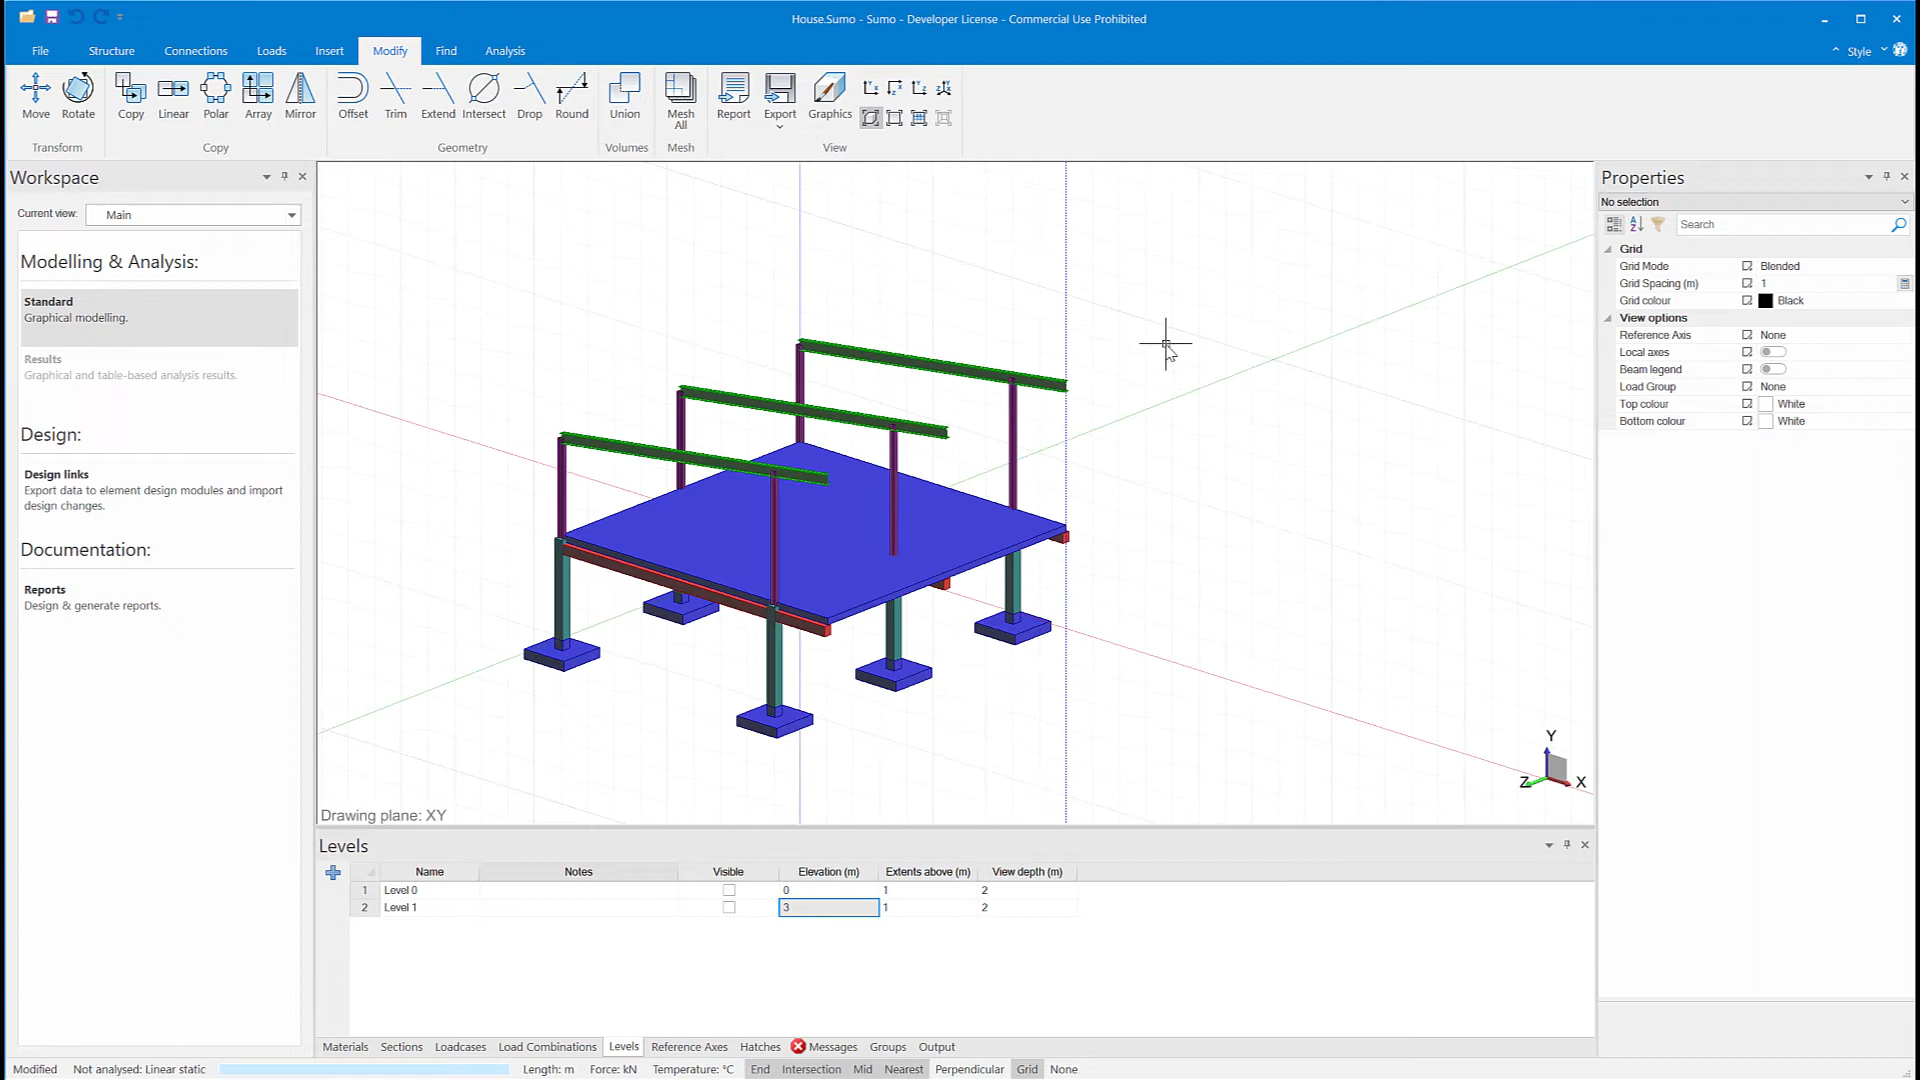 House.Sumo - Sumo - Developer License - Commercial Use Prohibited
File Structure Connections Loads Insert Modify Find Analysis Style
Move Rotate Copy Linear Polar Array Mirror Offset Trim Extend Intersect Drop Round Union Mesh All Report Export Graphics
Transform Copy Geometry Volumes Mesh View
Workspace
Current view: Main
Modelling & Analysis:
Standard
Graphical modelling.
Results
Graphical and table-based analysis results.
Design:
Design links
Export data to element design modules and import
design changes.
Documentation:
Reports
Design & generate reports.
Drawing plane: XY
Y
Z X
Properties
No selection
Search
Grid
Grid Mode Blended
Grid Spacing (m) 1
Grid colour Black
View options
Reference Axis None
Local axes
Beam legend
Load Group None
Top colour White
Bottom colour White
Levels
Name Notes Visible Elevation (m) Extents above (m) View depth (m)
1 Level 0 0 1 2
2 Level 1 3 1 2
Materials Sections Loadcases Load Combinations Levels Reference Axes Hatches Messages Groups Output
Modified Not analysed: Linear static Length: m Force: kN Temperature: °C End Intersection Mid Nearest Perpendicular Grid None